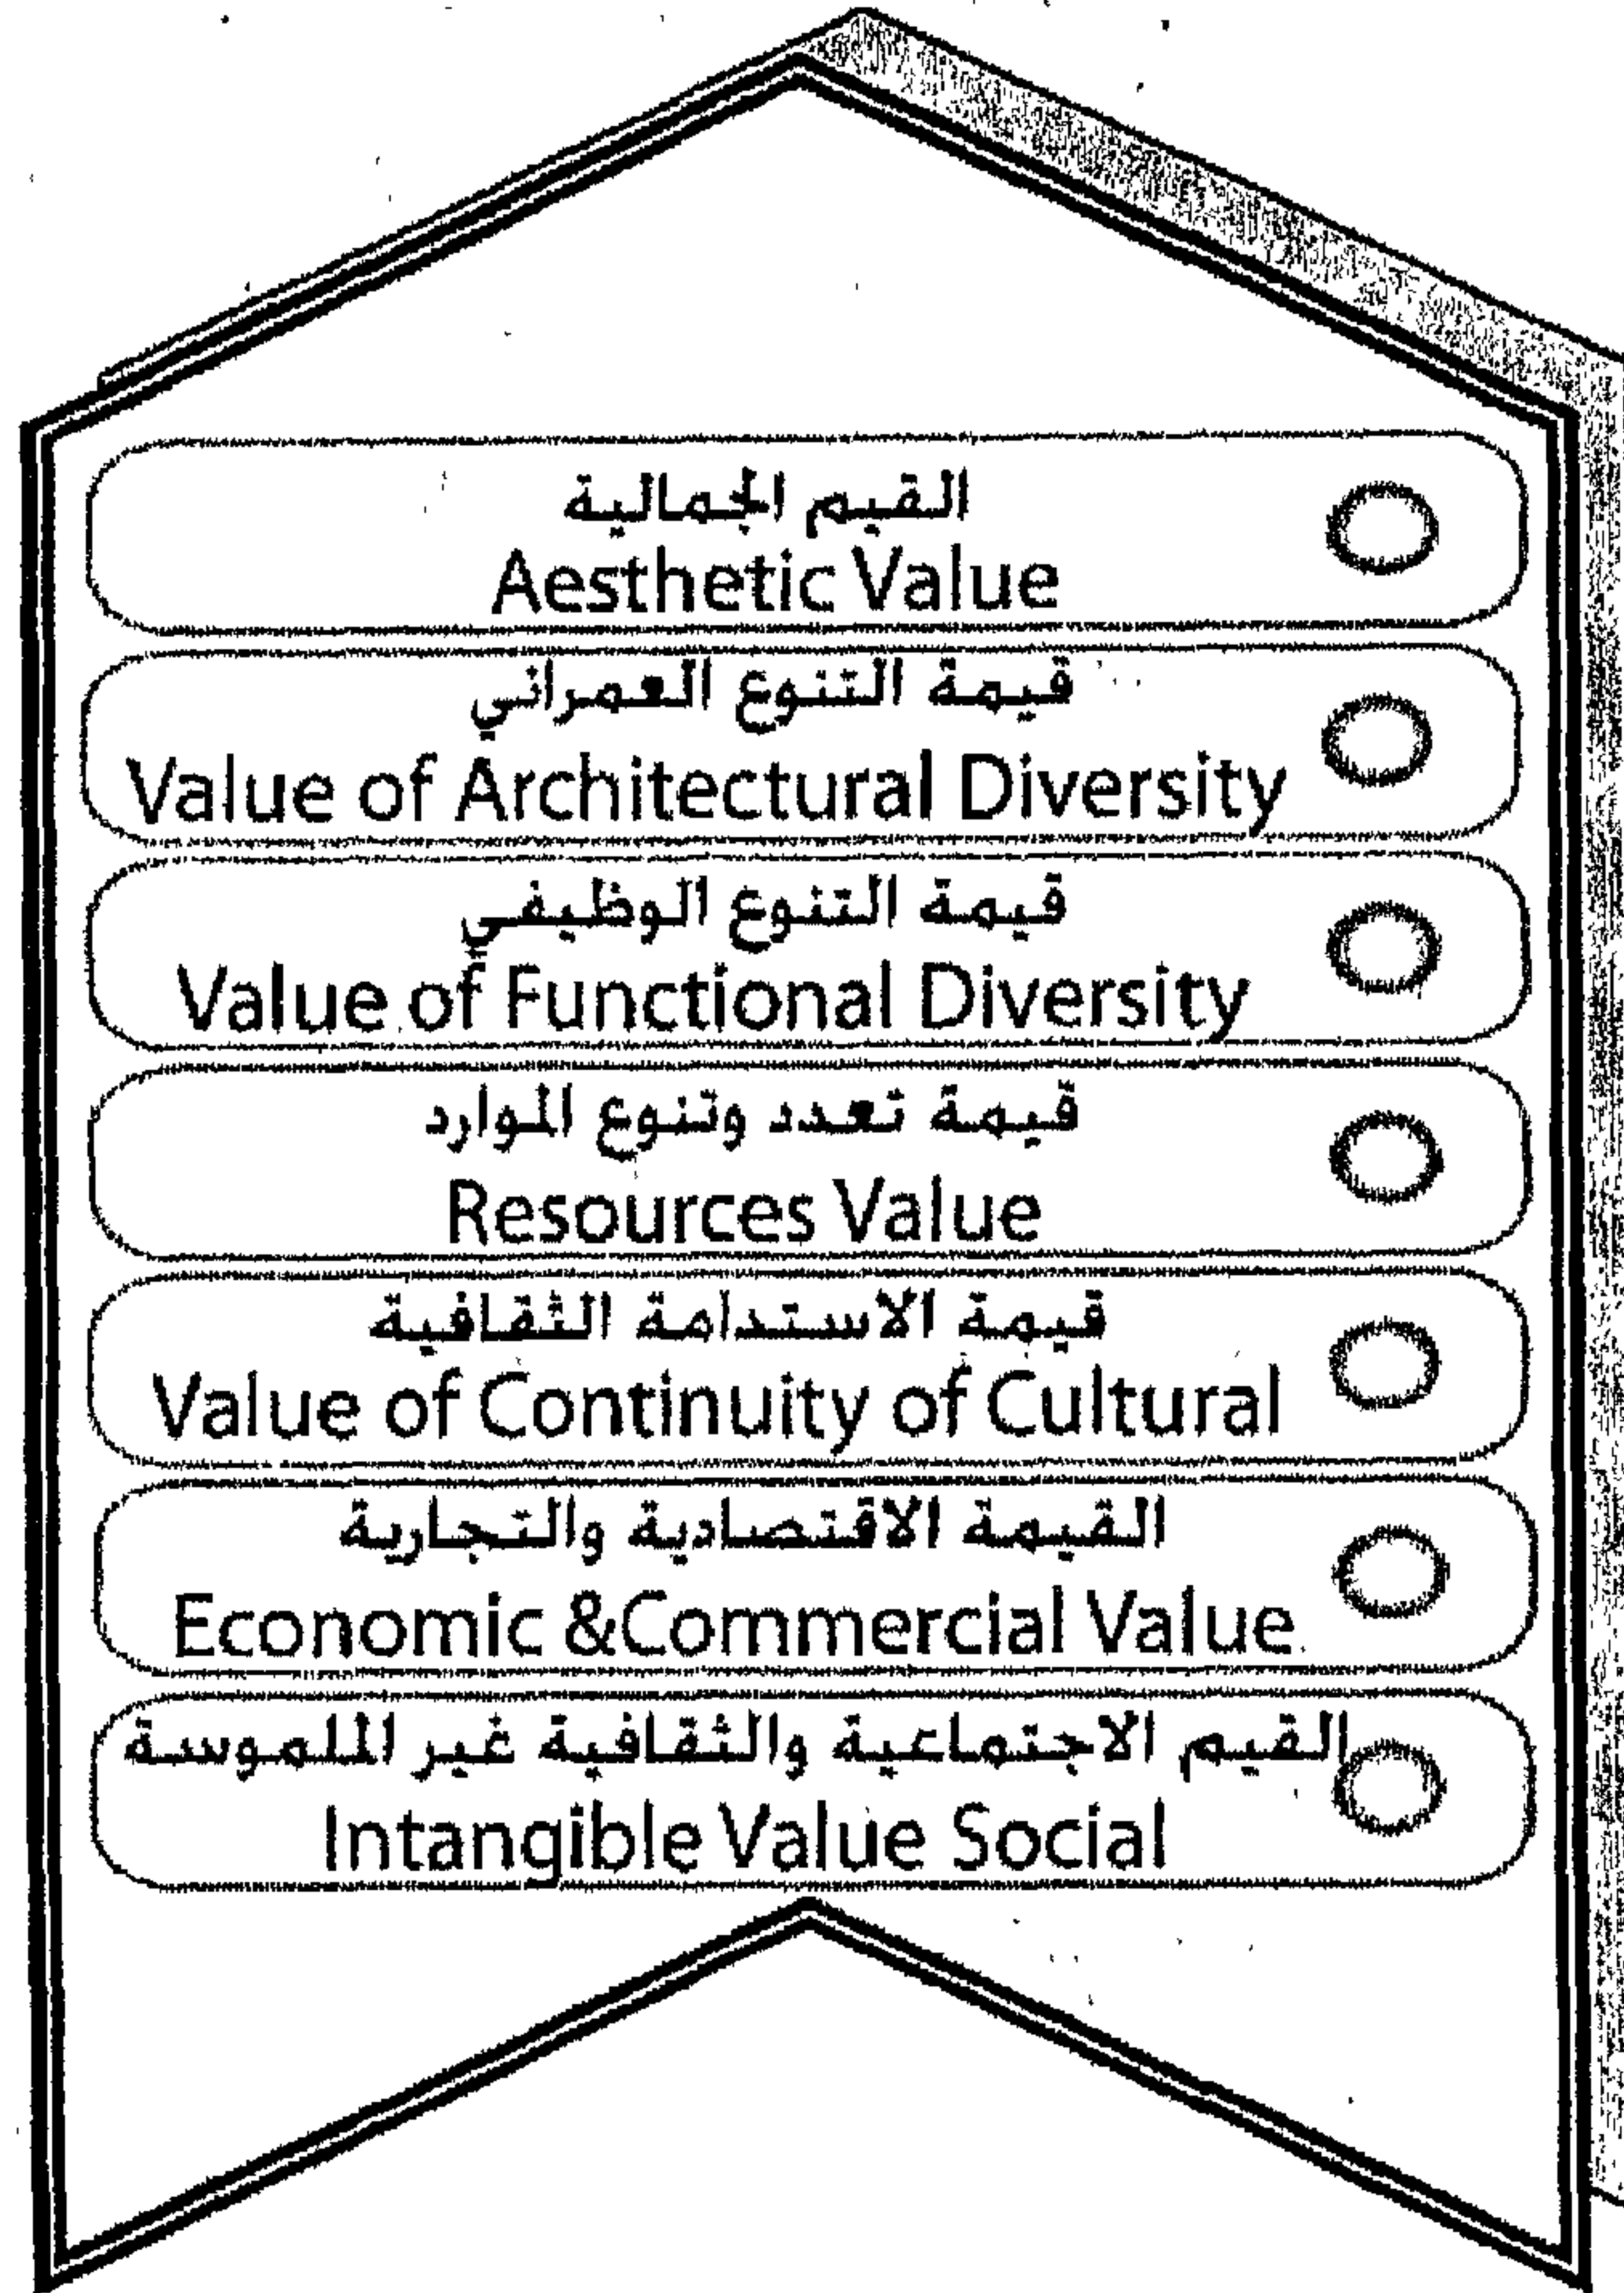 القيم الجمالية
Aesthetic Value
قيمة التنوع العمراني
Value of Architectural Diversity
قيمة التنوع الوظيفي
Value of Functional Diversity
قيمة تعدد وتنوع الموارد
Resources Value
قيمة الاستدامة الثقافية
Value of Continuity of Cultural
القيمة الاقتصادية والتجارية
Economic &Commercial Value
القيم الاجتماعية والثقافية غير الملموسة
Intangible Value Social